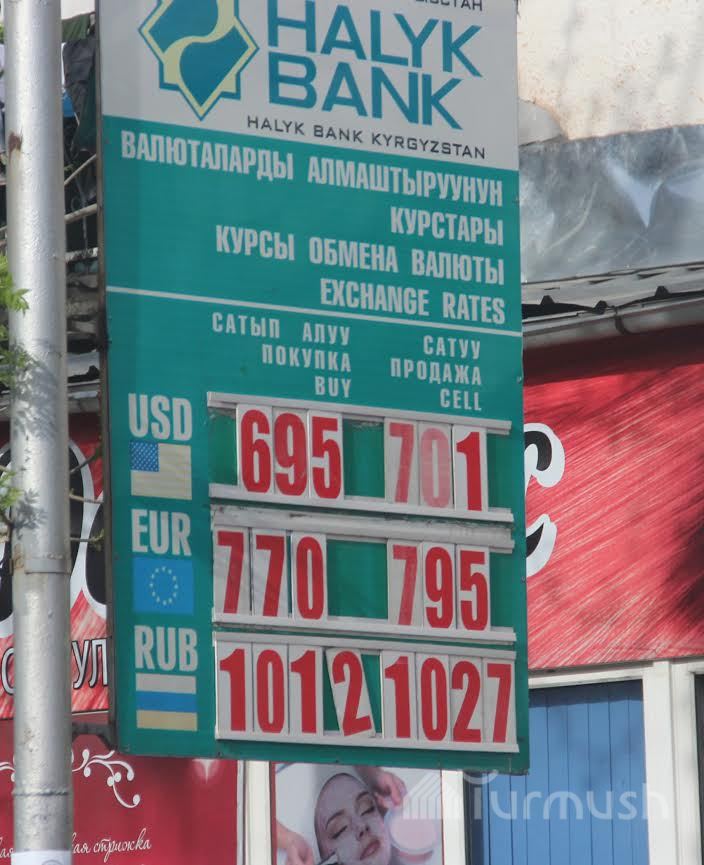 HALYK
BANK
HALYK BANK KYRGYZSTAN
ВАЛЮТАЛАРДЫ АЛМАШТЫРУУНУН
КУРСТАРЫ
КУРСЫ ОБМЕНА ВАЛЮТЫ
EXCHANGE RATES
САТЫП АЛУУ САТУУ
ПОКУПКА ПРОДАЖА
BUY CELL
USD 695 701
EUR 770 795
RUB 1012 1027
стрижка
Turmush